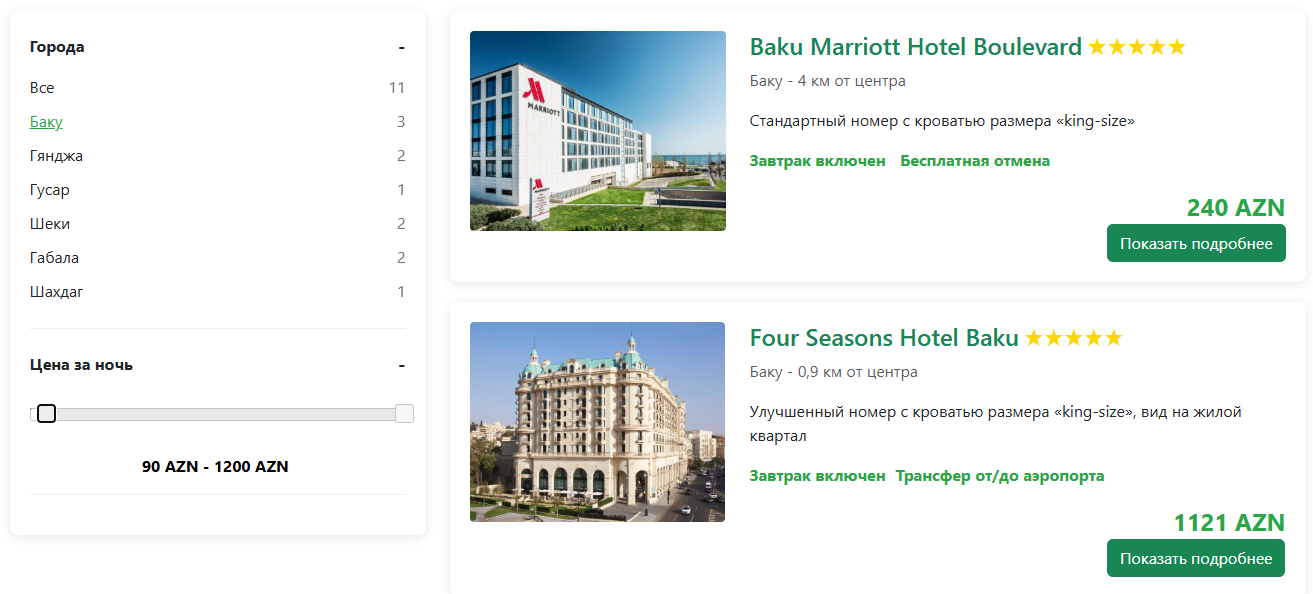 Города -
Все 11
Баку 3
Гянджа 2
Гусар 1
Шеки 2
Габала 2
Шахдаг 1
Цена за ночь -
90 AZN - 1200 AZN
MARRIOTT
Baku Marriott Hotel Boulevard ★★★★★
Баку - 4 км от центра
Стандартный номер с кроватью размера «king-size»
Завтрак включен Бесплатная отмена
240 AZN
Показать подробнее
Four Seasons Hotel Baku ★★★★★
Баку - 0,9 км от центра
Улучшенный номер с кроватью размера «king-size», вид на жилой
квартал
Завтрак включен Трансфер от/до аэропорта
1121 AZN
Показать подробнее